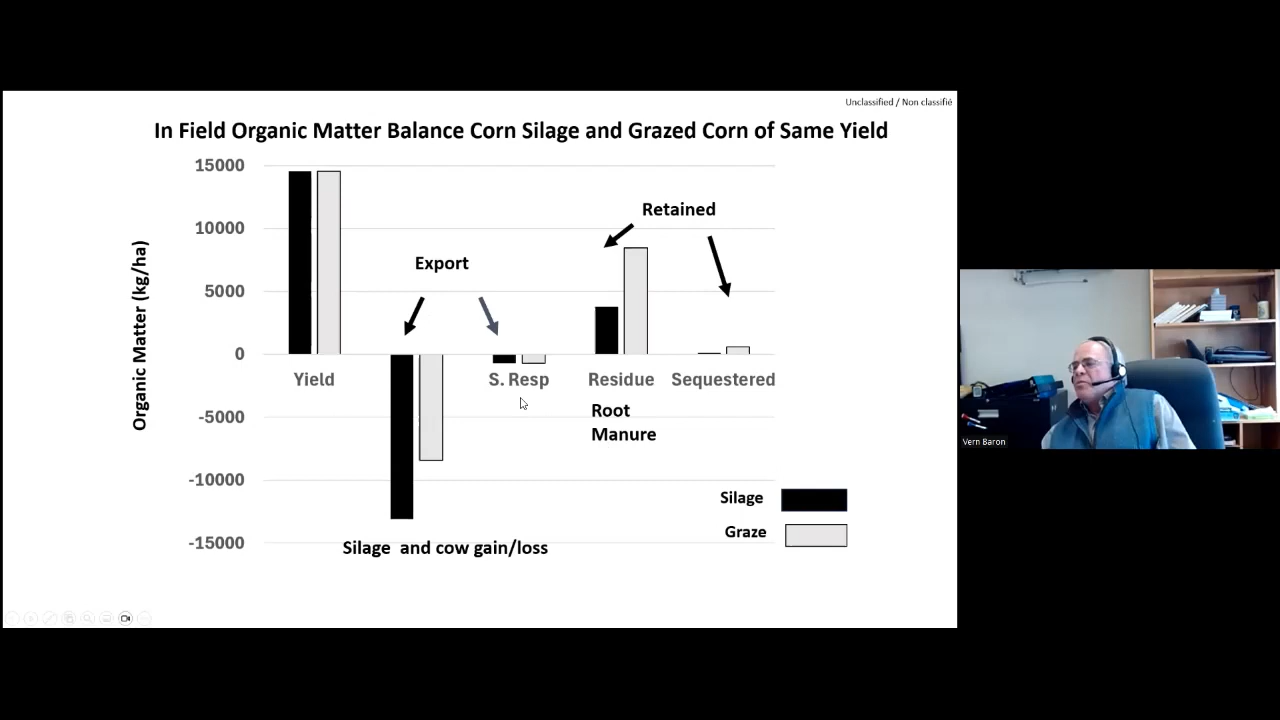 Unclassified / Non classifié
In Field Organic Matter Balance Corn Silage and Grazed Corn of Same Yield
Organic Matter (kg/ha)
15000
10000
5000
0
-5000
-10000
-15000
Export
Retained
Yield
S. Resp
Residue
Sequestered
Root
Manure
Silage and cow gain/loss
Silage
Graze
Vern Baron